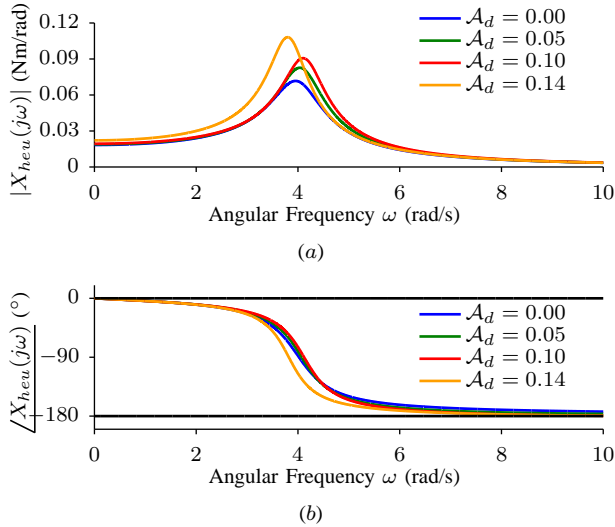 0.12
0.09
0.06
0.03
0
|X_{heu}(jω)| (Nm/rad)
𝒜_d = 0.00
𝒜_d = 0.05
𝒜_d = 0.10
𝒜_d = 0.14
0 2 4 6 8 10
Angular Frequency ω (rad/s)
(a)
0
−90
−180
∠X_{heu}(jω) (°)
𝒜_d = 0.00
𝒜_d = 0.05
𝒜_d = 0.10
𝒜_d = 0.14
0 2 4 6 8 10
Angular Frequency ω (rad/s)
(b)